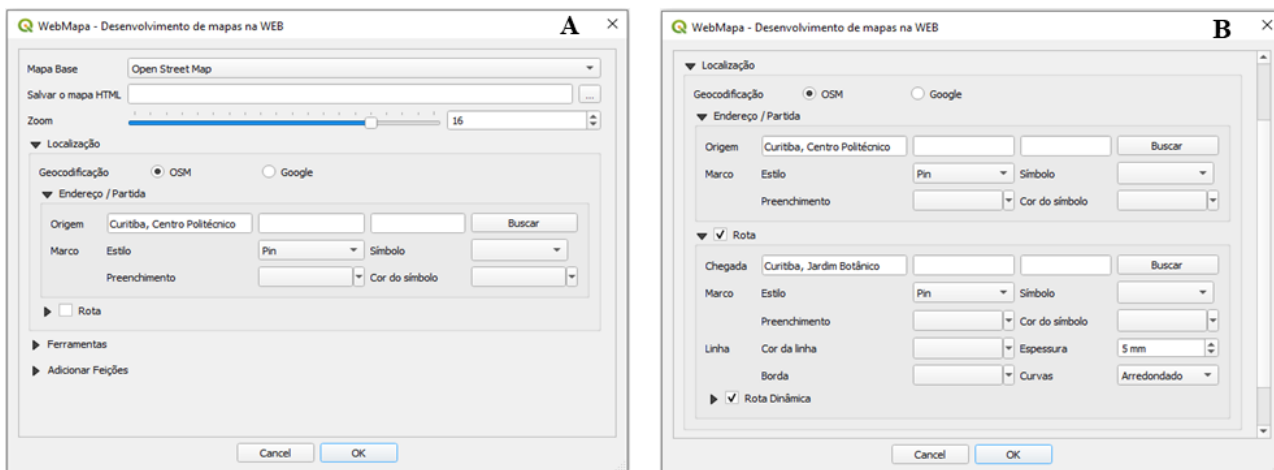 WebMapa - Desenvolvimento de mapas na WEB A
Mapa Base Open Street Map
Salvar o mapa HTML ...
Zoom 16
Localização
Geocodificação OSM Google
Endereço / Partida
Origem Curitiba, Centro Politécnico Buscar
Marco Estilo Pin Símbolo
Preenchimento Cor do símbolo
Rota
Ferramentas
Adicionar Feições
Cancel OK
WebMapa - Desenvolvimento de mapas na WEB B
Localização
Geocodificação OSM Google
Endereço / Partida
Origem Curitiba, Centro Politécnico Buscar
Marco Estilo Pin Símbolo
Preenchimento Cor do símbolo
Rota
Chegada Curitiba, Jardim Botânico Buscar
Marco Estilo Pin Símbolo
Preenchimento Cor do símbolo
Linha Cor da linha Espessura 5 mm
Borda Curvas Arredondado
Rota Dinâmica
Cancel OK